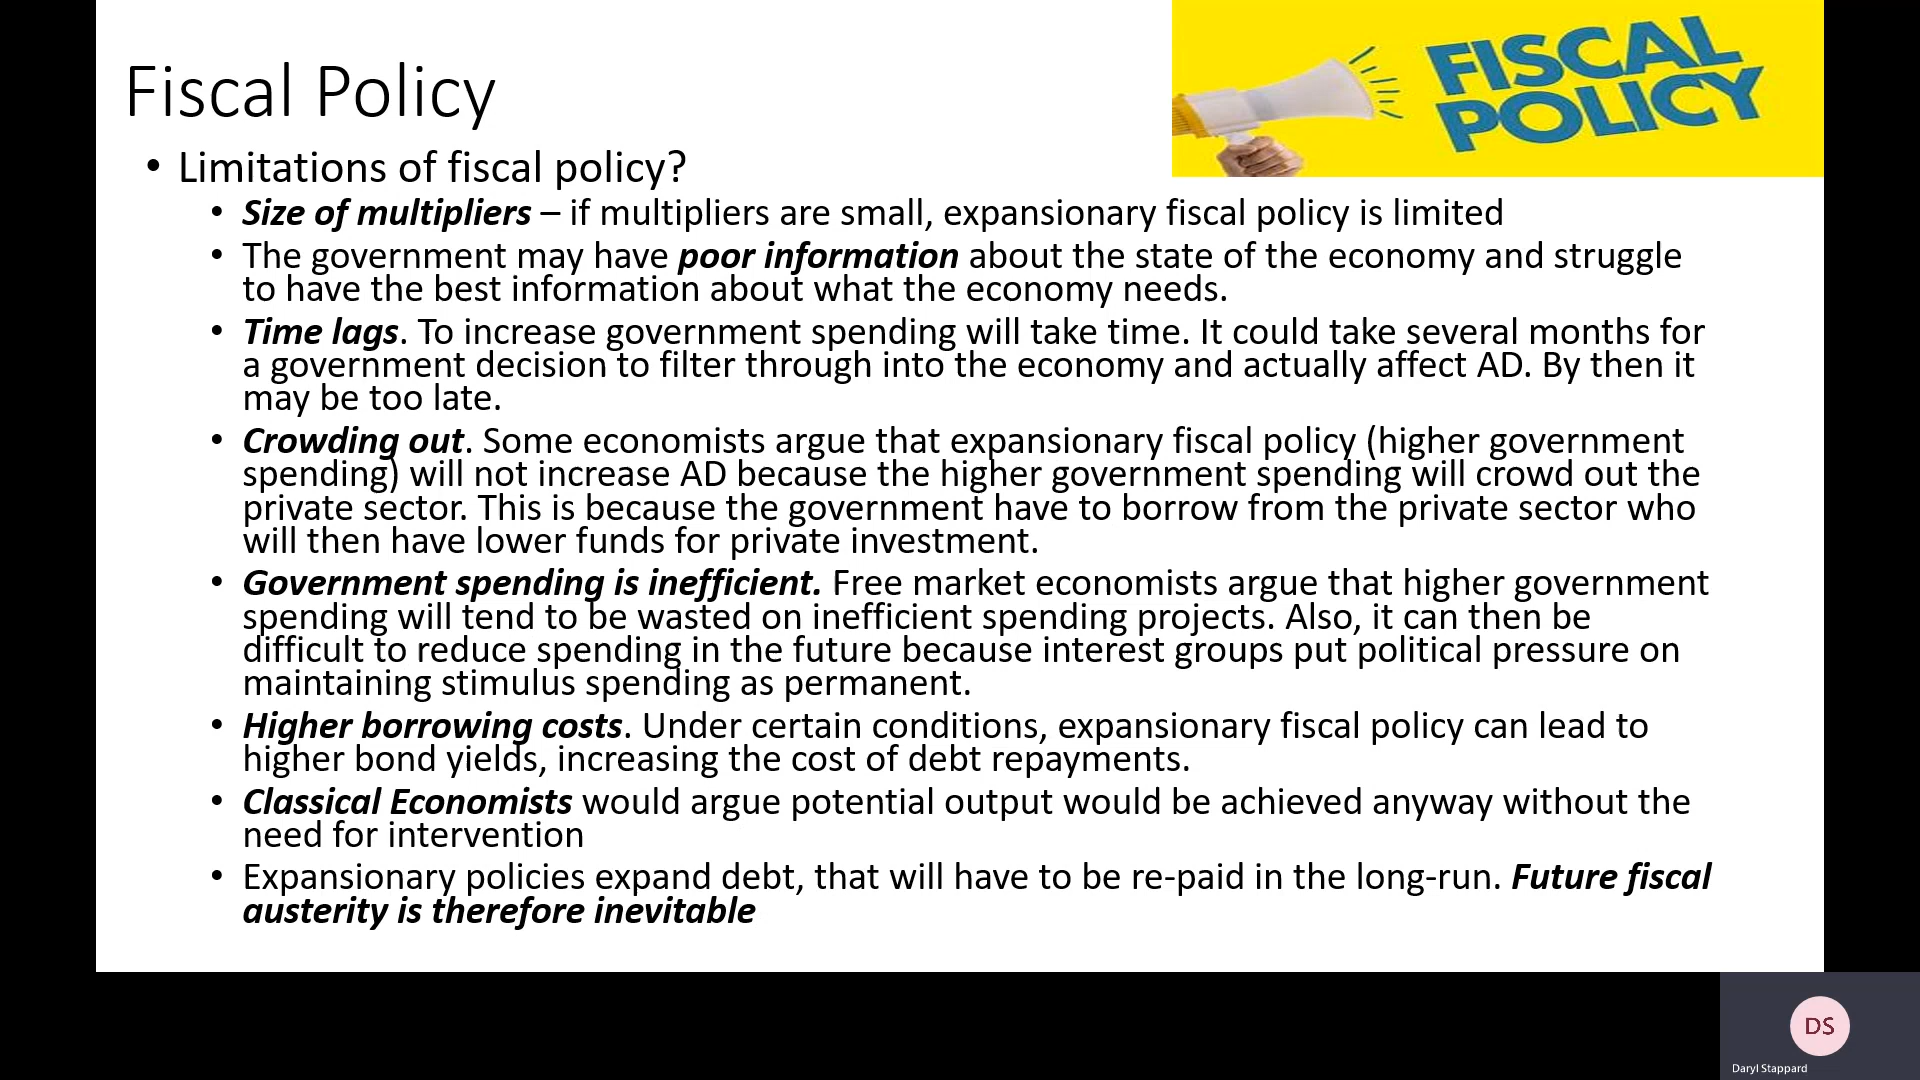 Fiscal Policy
FISCAL
POLICY
• Limitations of fiscal policy?
• Size of multipliers – if multipliers are small, expansionary fiscal policy is limited
• The government may have poor information about the state of the economy and struggle
to have the best information about what the economy needs.
• Time lags. To increase government spending will take time. It could take several months for
a government decision to filter through into the economy and actually affect AD. By then it
may be too late.
• Crowding out. Some economists argue that expansionary fiscal policy (higher government
spending) will not increase AD because the higher government spending will crowd out the
private sector. This is because the government have to borrow from the private sector who
will then have lower funds for private investment.
• Government spending is inefficient. Free market economists argue that higher government
spending will tend to be wasted on inefficient spending projects. Also, it can then be
difficult to reduce spending in the future because interest groups put political pressure on
maintaining stimulus spending as permanent.
• Higher borrowing costs. Under certain conditions, expansionary fiscal policy can lead to
higher bond yields, increasing the cost of debt repayments.
• Classical Economists would argue potential output would be achieved anyway without the
need for intervention
• Expansionary policies expand debt, that will have to be re-paid in the long-run. Future fiscal
austerity is therefore inevitable
DS
Daryl Stappard